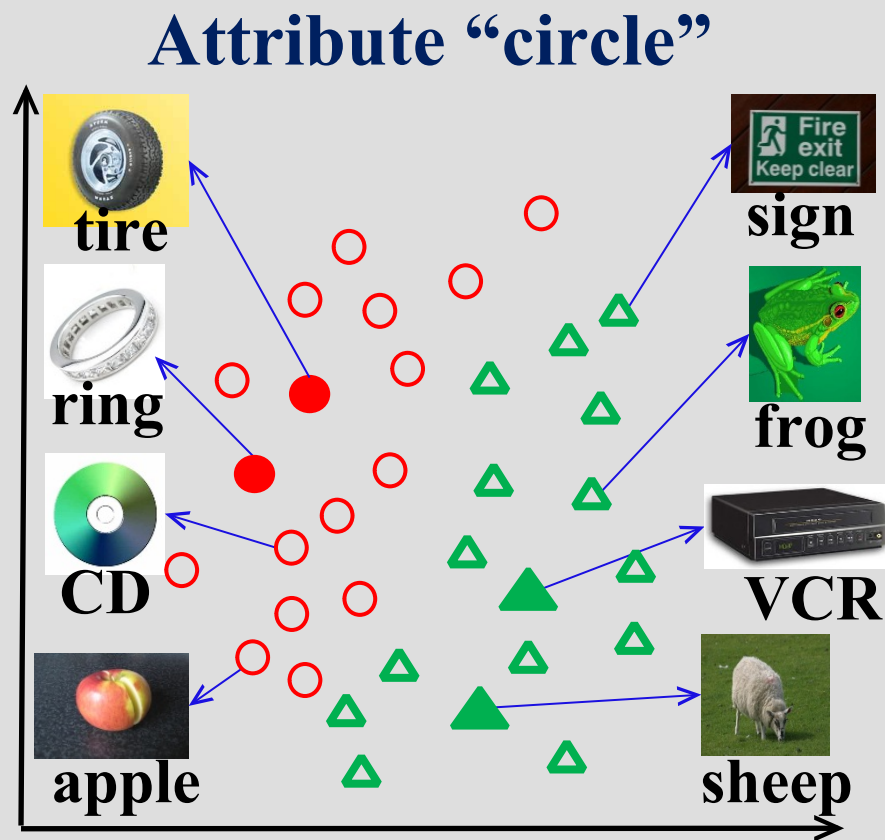 Attribute “circle”
tire
ring
CD
apple
Fire
exit
Keep clear
sign
frog
VCR
sheep